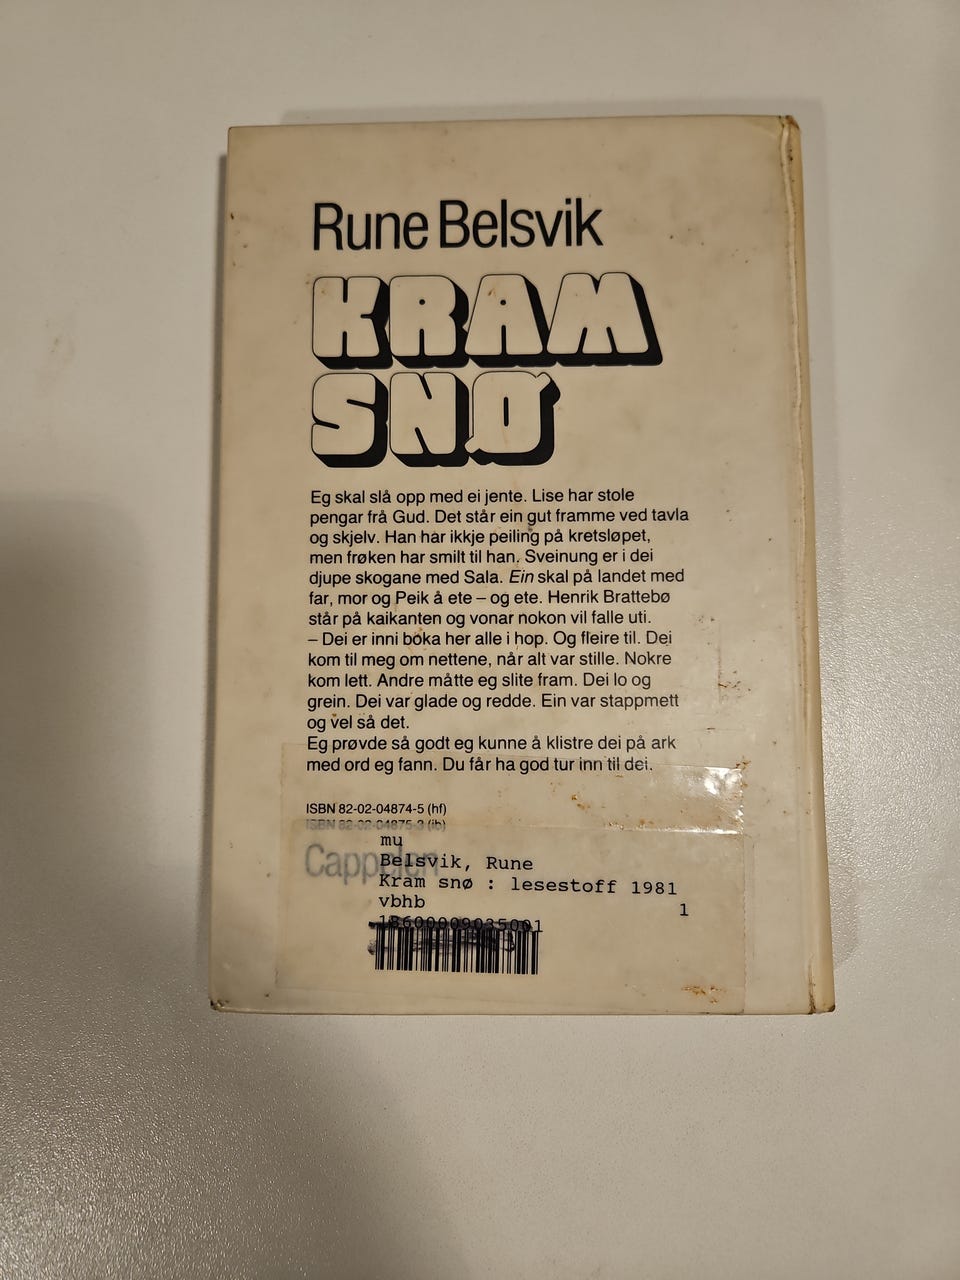 Rune Belsvik
KRAM
SNØ
Eg skal slå opp med ei jente. Lise har stole
pengar frå Gud. Det står ein gut framme ved tavla
og skjelv. Han har ikkje peiling på kretsløpet,
men frøken har smilt til han. Sveinung er i dei
djupe skogane med Sala. Ein skal på landet med
far, mor og Peik å ete – og ete. Henrik Brattebø
står på kaikanten og vonar nokon vil falle uti.
– Dei er inni boka her alle i hop. Og fleire til. Dei
kom til meg om nettene, når alt var stille. Nokre
kom lett. Andre måtte eg slite fram. Dei lo og
grein. Dei var glade og redde. Ein var stappmett
og vel så det.
Eg prøvde så godt eg kunne å klistre dei på ark
med ord eg fann. Du får ha god tur inn til dei.
ISBN 82-02-04874-5 (hf)
ISBN 82-02-04875-3 (ib)
Cappelen
mu
Belsvik, Rune
Kram snø : lesestoff 1981
vbhb 1